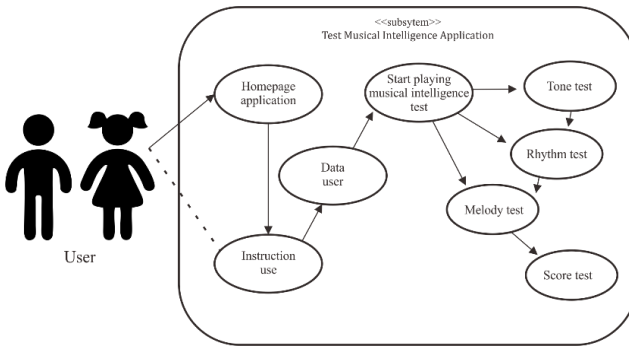 <<subsytem>>
Test Musical Intelligence Application
Homepage
application
Start playing
musical intelligence
test
Tone test
Rhythm test
Data
user
Melody test
User
Instruction
use
Score test